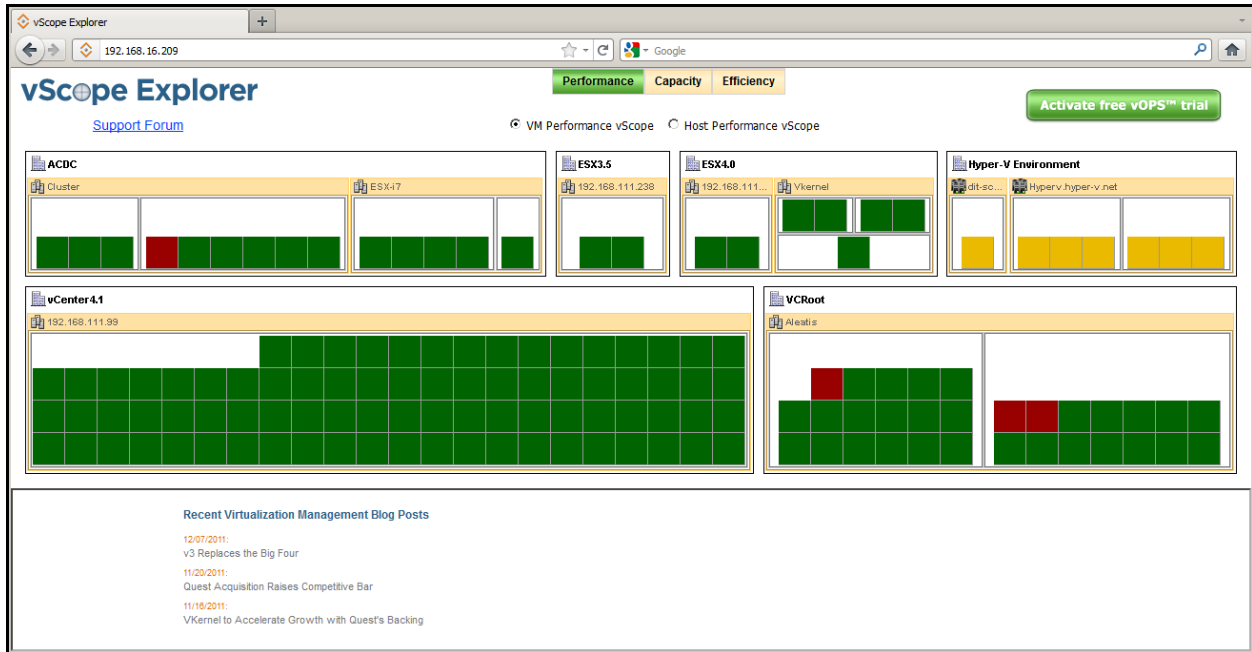 vScope Explorer
192.168.16.209
Google
vScope Explorer
Performance Capacity Efficiency
Activate free vOPS™ trial
Support Forum
VM Performance vScope Host Performance vScope
ACDC
Cluster
ESX-i7
ESX3.5
192.168.111.238
ESX4.0
192.168.111...
Vkernel
Hyper-V Environment
dit-sc...
Hyperv.hyper-v.net
vCenter4.1
192.168.111.99
VCRoot
Aleatis
Recent Virtualization Management Blog Posts
12/07/2011:
v3 Replaces the Big Four
11/20/2011:
Quest Acquisition Raises Competitive Bar
11/16/2011:
VKernel to Accelerate Growth with Quest's Backing